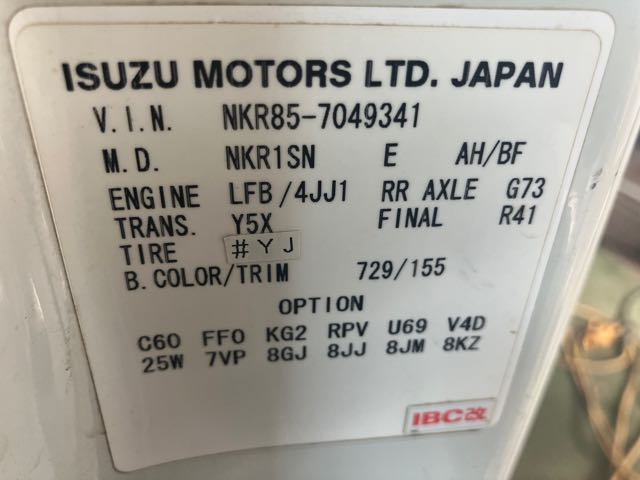 ISUZU MOTORS LTD. JAPAN
V.I.N. NKR85-7049341
M.D. NKR1SN E AH/BF
ENGINE LFB/4JJ1 RR AXLE G73
TRANS. Y5X FINAL R41
TIRE #YJ
B.COLOR/TRIM 729/155
OPTION
C60 FF0 KG2 RPV U69 V4D
25W 7VP 8GJ 8JJ 8JM 8KZ
IBC改